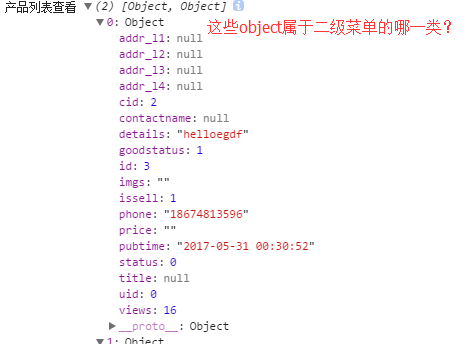 产品列表查看 ▼(2) [Object, Object]
▼0: Object
这些object属于二级菜单的哪一类？
addr_l1: null
addr_l2: null
addr_l3: null
addr_l4: null
cid: 2
contactname: null
details: "helloegdf"
goodstatus: 1
id: 3
imgs: ""
issell: 1
phone: "18674813596"
price: ""
pubtime: "2017-05-31 00:30:52"
status: 0
title: null
uid: 0
views: 16
▶__proto__: Object
▼1: Object